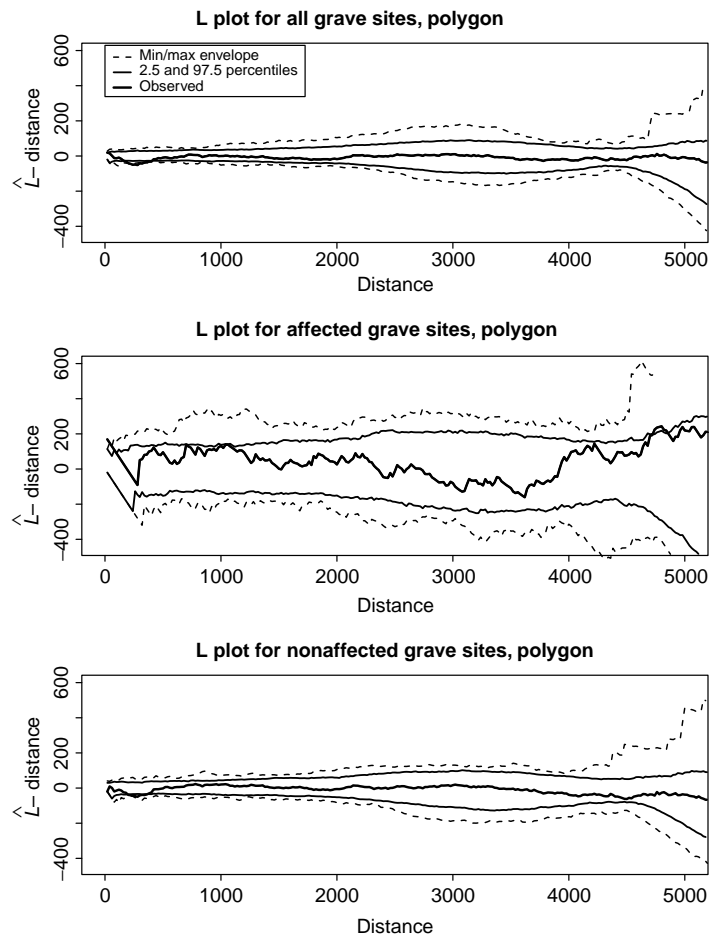 L plot for all grave sites, polygon
600
200
0
−400
L̂− distance
Min/max envelope
2.5 and 97.5 percentiles
Observed
0 1000 2000 3000 4000 5000
Distance
L plot for affected grave sites, polygon
600
200
0
−400
L̂− distance
0 1000 2000 3000 4000 5000
Distance
L plot for nonaffected grave sites, polygon
600
200
0
−400
L̂− distance
0 1000 2000 3000 4000 5000
Distance